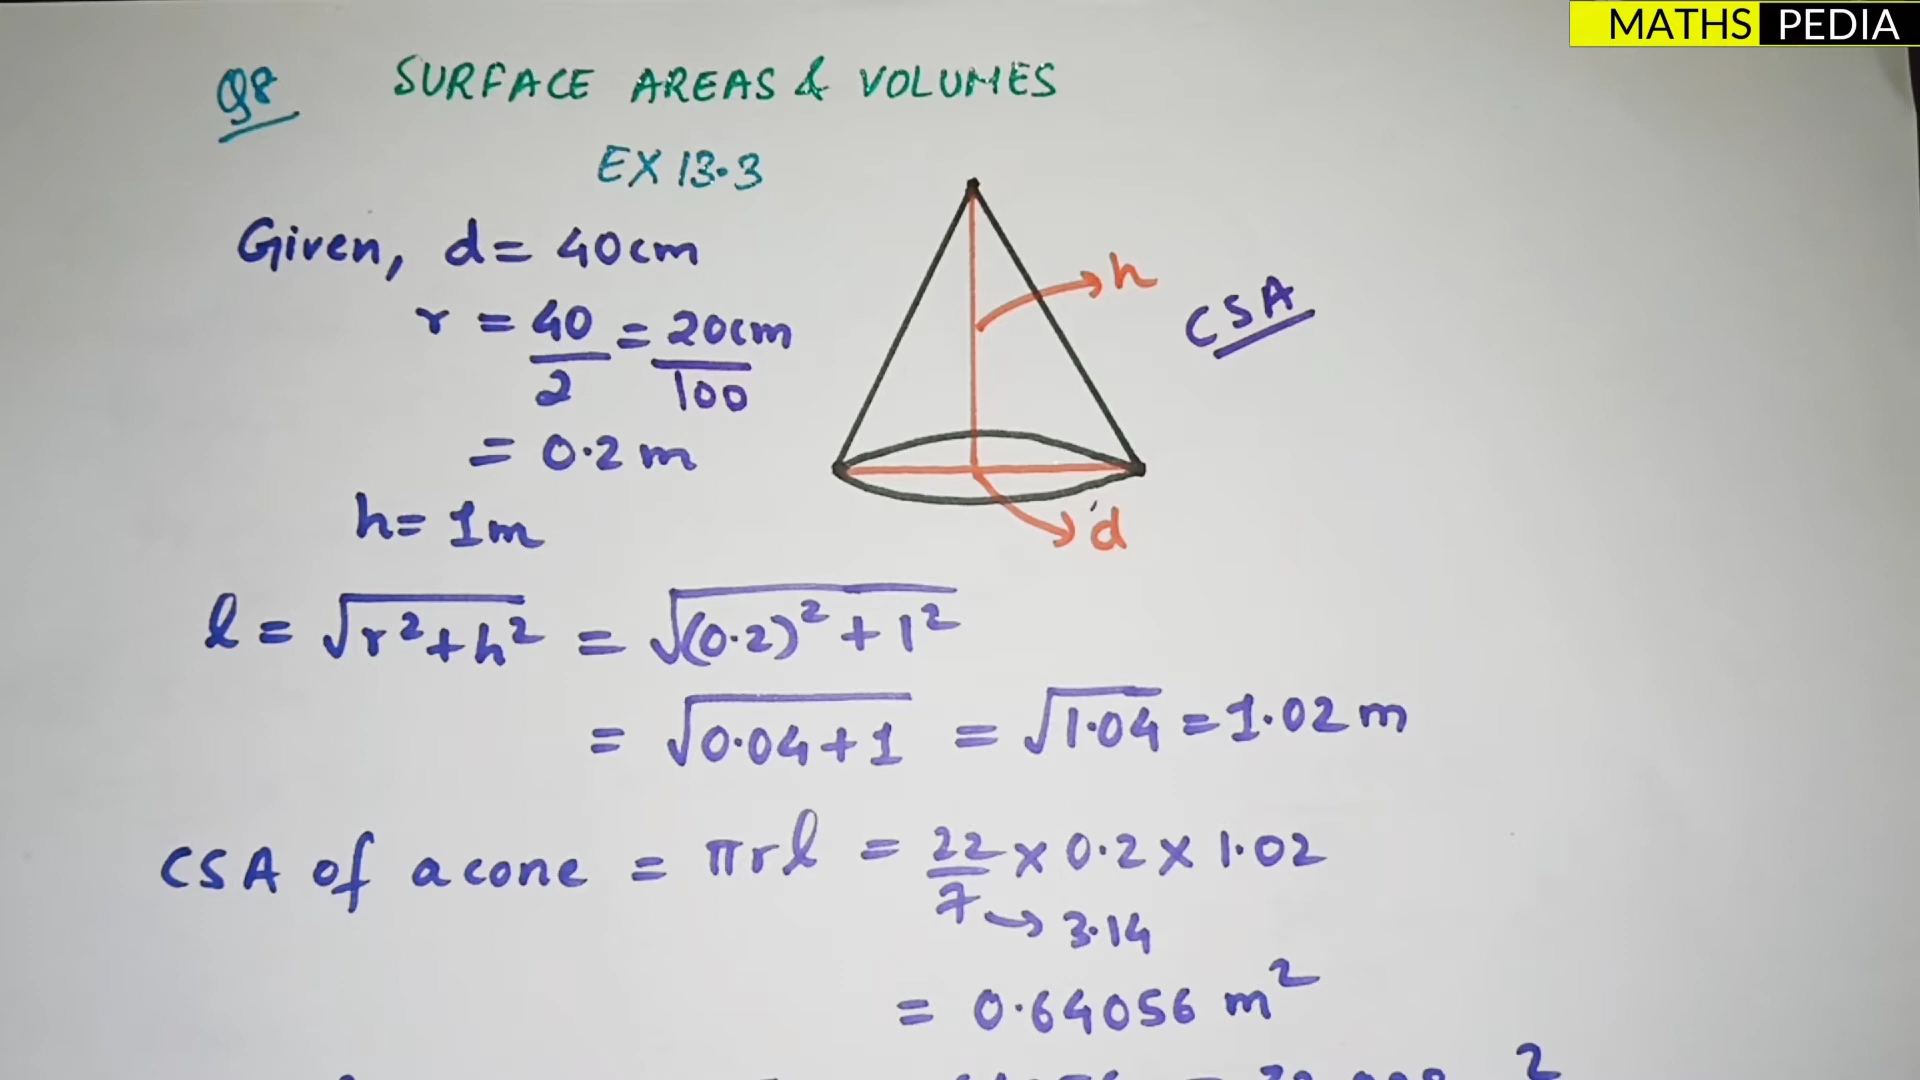 MATHS PEDIA
Q8 SURFACE AREAS & VOLUMES
EX 13.3
Given, d = 40cm
r = 40/2 = 20cm/100
= 0.2 m
h = 1m
h
CSA
d
l = √r²+h² = √(0.2)²+1²
= √0.04+1 = √1.04 = 1.02 m
CSA of a cone = πrl = 22/7 × 0.2 × 1.02
→ 3.14
= 0.64056 m²